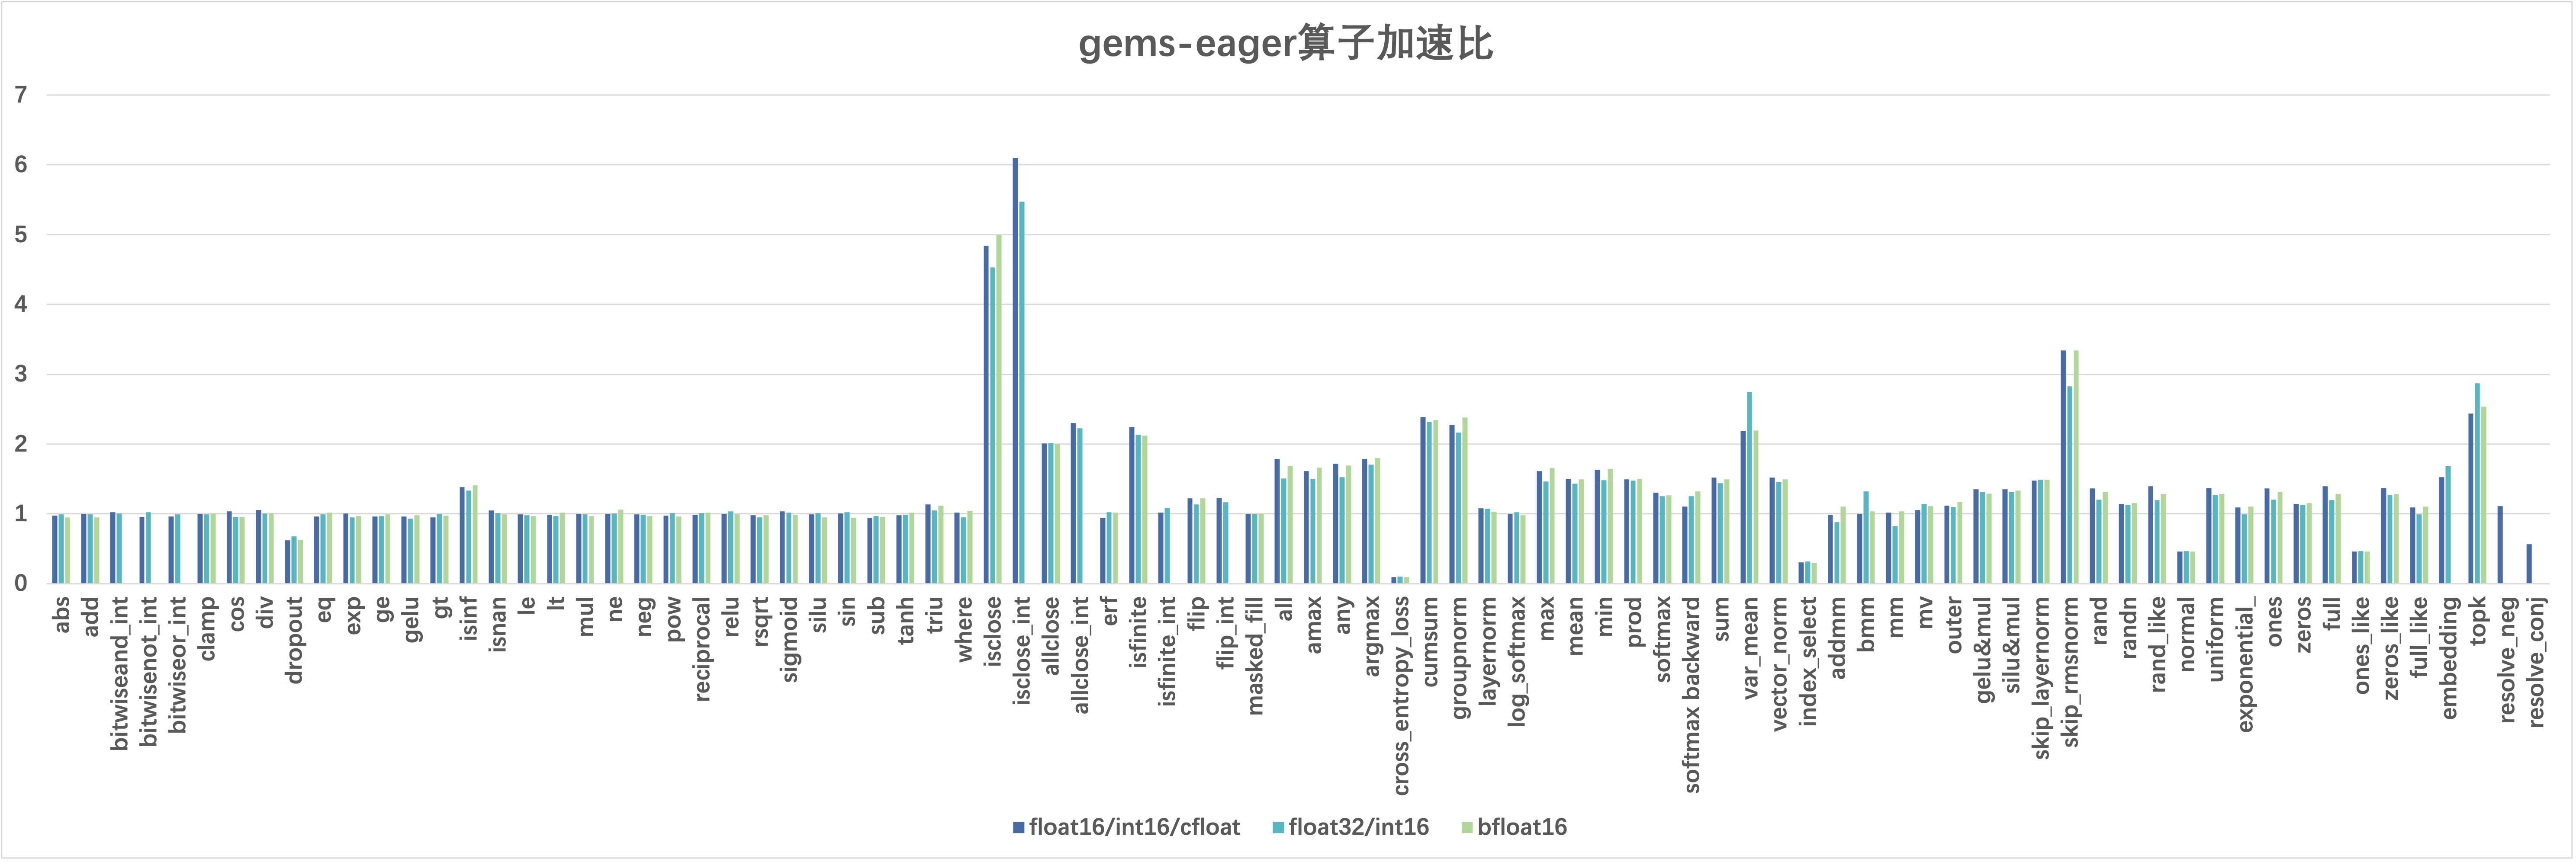 gems-eager算子加速比
7
6
5
4
3
2
1
0
abs
add
bitwiseand_int
bitwisenot_int
bitwiseor_int
clamp
cos
div
dropout
eq
exp
ge
gelu
gt
isinf
isnan
le
lt
mul
ne
neg
pow
reciprocal
relu
rsqrt
sigmoid
silu
sin
sub
tanh
triu
where
isclose
isclose_int
allclose
allclose_int
erf
isfinite
isfinite_int
flip
flip_int
masked_fill
all
amax
any
argmax
cross_entropy_loss
cumsum
groupnorm
layernorm
log_softmax
max
mean
min
prod
softmax
softmax backward
sum
var_mean
vector_norm
index_select
addmm
bmm
mm
mv
outer
gelu&mul
silu&mul
skip_layernorm
skip_rmsnorm
rand
randn
rand_like
normal
uniform
exponential_
ones
zeros
full
ones_like
zeros_like
full_like
embedding
topk
resolve_neg
resolve_conj
float16/int16/cfloat
float32/int16
bfloat16